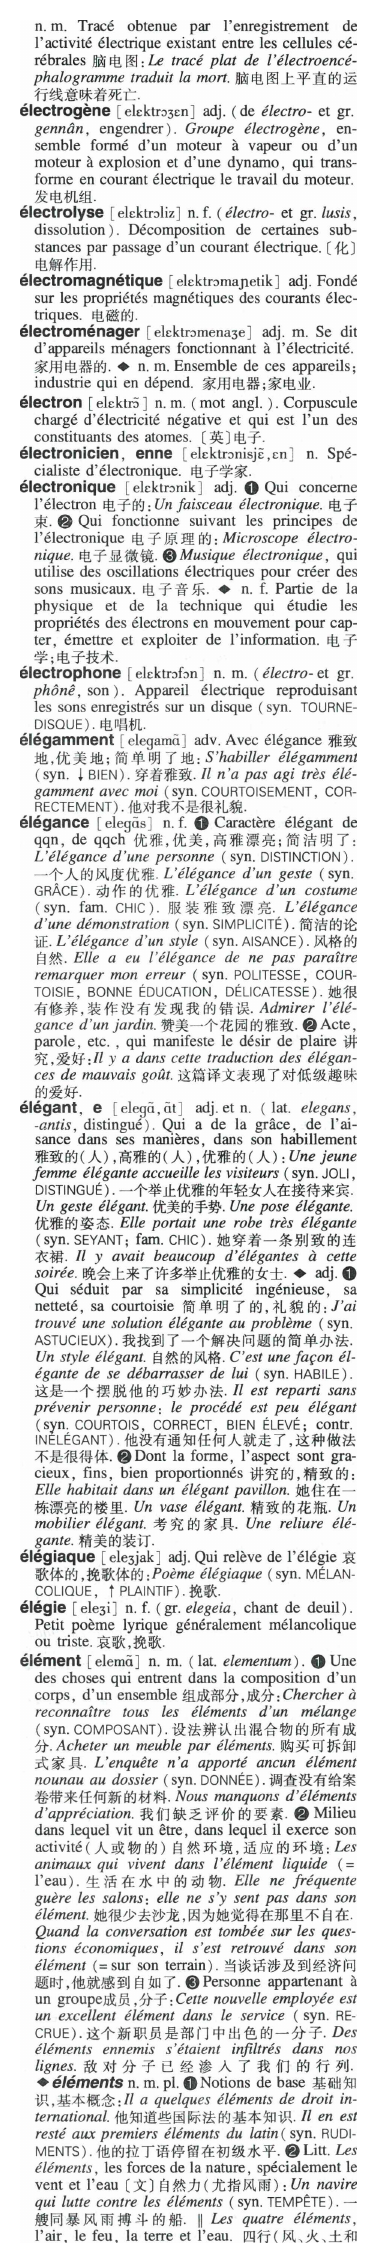 n. m. Tracé obtenue par l'enregistrement de
l'activité électrique existant entre les cellules cé-
rébrales 脑电图:Le tracé plat de l'électroencé-
phalogramme traduit la mort. 脑电图上平直的运
行线意味着死亡.
électrogène [elɛktrɔʒɛn] adj. (de électro- et gr.
gennân, engendrer). Groupe électrogène, en-
semble formé d'un moteur à vapeur ou d'un
moteur à explosion et d'une dynamo, qui trans-
forme en courant électrique le travail du moteur.
发电机组.
électrolyse [elɛktrɔliz] n. f. (électro- et gr. lusis,
dissolution). Décomposition de certaines sub-
stances par passage d'un courant électrique.〔化〕
电解作用.
électromagnétique [elɛktrɔmaɲetik] adj. Fondé
sur les propriétés magnétiques des courants élec-
triques. 电磁的.
électroménager [elɛktrɔmenaʒe] adj. m. Se dit
d'appareils ménagers fonctionnant à l'électricité.
家用电器的. ◆ n. m. Ensemble de ces appareils;
industrie qui en dépend. 家用电器;家电业.
électron [elɛktrɔ̃] n. m. (mot angl.). Corpuscule
chargé d'électricité négative et qui est l'un des
constituants des atomes.〔英〕电子.
électronicien, enne [elɛktrɔnisjɛ̃,ɛn] n. Spé-
cialiste d'électronique. 电子学家.
électronique [elɛktrɔnik] adj. ❶ Qui concerne
l'électron 电子的:Un faisceau électronique. 电子
束. ❷ Qui fonctionne suivant les principes de
l'électronique 电子原理的: Microscope électro-
nique. 电子显微镜. ❸ Musique électronique, qui
utilise des oscillations électriques pour créer des
sons musicaux. 电子音乐. ◆ n. f. Partie de la
physique et de la technique qui étudie les
propriétés des électrons en mouvement pour cap-
ter, émettre et exploiter de l'information. 电子
学;电子技术.
électrophone [elɛktrɔfɔn] n. m. (électro- et gr.
phônê, son). Appareil électrique reproduisant
les sons enregistrés sur un disque (syn. TOURNE-
DISQUE). 电唱机.
élégamment [elegamɑ̃] adv. Avec élégance 雅致
地,优美地;简单明了地: S'habiller élégamment
(syn. ↓ BIEN). 穿着雅致. Il n'a pas agi très élé-
gamment avec moi (syn. COURTOISEMENT, COR-
RECTEMENT). 他对我不是很礼貌.
élégance [elegɑ̃s] n. f. ❶ Caractère élégant de
qqn, de qqch 优雅,优美,高雅漂亮;简洁明了:
L'élégance d'une personne (syn. DISTINCTION).
一个人的风度优雅. L'élégance d'un geste (syn.
GRÂCE). 动作的优雅. L'élégance d'un costume
(syn. fam. CHIC). 服装雅致漂亮. L'élégance
d'une démonstration (syn. SIMPLICITÉ). 简洁的论
证. L'élégance d'un style (syn. AISANCE). 风格的
自然. Elle a eu l'élégance de ne pas paraître
remarquer mon erreur (syn. POLITESSE, COUR-
TOISIE, BONNE ÉDUCATION, DÉLICATESSE). 她很
有修养,装作没有发现我的错误. Admirer l'élé-
gance d'un jardin. 赞美一个花园的雅致. ❷ Acte,
parole, etc. , qui manifeste le désir de plaire 讲
究,爱好:Il y a dans cette traduction des élégan-
ces de mauvais goût. 这篇译文表现了对低级趣味
的爱好.
élégant, e [elegɑ̃, ɑ̃t] adj. et n. ( lat. elegans,
-antis, distingué). Qui a de la grâce, de l'ai-
sance dans ses manières, dans son habillement
雅致的(人),高雅的(人),优雅的(人):Une jeune
femme élégante accueille les visiteurs (syn. JOLI,
DISTINGUÉ). 一个举止优雅的年轻女人在接待来宾.
Un geste élégant. 优美的手势. Une pose élégante.
优雅的姿态. Elle portait une robe très élégante
(syn. SEYANT; fam. CHIC). 她穿着一条别致的连
衣裙. Il y avait beaucoup d'élégantes à cette
soirée. 晚会上来了许多举止优雅的女士. ◆ adj. ❶
Qui séduit par sa simplicité ingénieuse, sa
netteté, sa courtoisie 简单明了的,礼貌的: J'ai
trouvé une solution élégante au problème (syn.
ASTUCIEUX). 我找到了一个解决问题的简单办法.
Un style élégant. 自然的风格. C'est une façon él-
égante de se débarrasser de lui (syn. HABILE).
这是一个摆脱他的巧妙办法. Il est reparti sans
prévenir personne: le procédé est peu élégant
(syn. COURTOIS, CORRECT, BIEN ÉLEVÉ; contr.
INÉLÉGANT). 他没有通知任何人就走了,这种做法
不是很得体. ❷ Dont la forme, l'aspect sont gra-
cieux, fins, bien proportionnés 讲究的,精致的:
Elle habitait dans un élégant pavillon. 她住在一
栋漂亮的楼里. Un vase élégant. 精致的花瓶. Un
mobilier élégant. 考究的家具. Une reliure élé-
gante. 精美的装订.
élégiaque [eleʒjak] adj. Qui relève de l'élégie 哀
歌体的,挽歌体的:Poème élégiaque (syn. MÉLAN-
COLIQUE, ↑ PLAINTIF). 挽歌.
élégie [eleʒi] n. f. (gr. elegeia, chant de deuil).
Petit poème lyrique généralement mélancolique
ou triste. 哀歌,挽歌.
élément [elemɑ̃] n. m. (lat. elementum). ❶ Une
des choses qui entrent dans la composition d'un
corps, d'un ensemble 组成部分,成分:Chercher à
reconnaître tous les éléments d'un mélange
(syn. COMPOSANT). 设法辨认出混合物的所有成
分. Acheter un meuble par éléments. 购买可拆卸
式家具. L'enquête n'a apporté ancun élément
nounau au dossier (syn. DONNÉE). 调查没有给案
卷带来任何新的材料. Nous manquons d'éléments
d'appréciation. 我们缺乏评价的要素. ❷ Milieu
dans lequel vit un être, dans lequel il exerce son
activité(人或物的)自然环境,适应的环境: Les
animaux qui vivent dans l'élément liquide (=
l'eau). 生活在水中的动物. Elle ne fréquente
guère les salons: elle ne s'y sent pas dans son
élément. 她很少去沙龙,因为她觉得在那里不自在.
Quand la conversation est tombée sur les ques-
tions économiques, il s'est retrouvé dans son
élément (= sur son terrain). 当谈话涉及到经济问
题时,他就感到自如了. ❸ Personne appartenant à
un groupe成员,分子:Cette nouvelle employée est
un excellent élément dans le service (syn. RE-
CRUE). 这个新职员是部门中出色的一分子. Des
éléments ennemis s'étaient infiltrés dans nos
lignes. 敌对分子已经渗入了我们的行列.
◆ éléments n. m. pl. ❶ Notions de base 基础知
识,基本概念:Il a quelques éléments de droit in-
ternational. 他知道些国际法的基本知识. Il en est
resté aux premiers éléments du latin (syn. RUDI-
MENTS). 他的拉丁语停留在初级水平. ❷ Litt. Les
éléments, les forces de la nature, spécialement le
vent et l'eau〔文〕自然力(尤指风雨):Un navire
qui lutte contre les éléments (syn. TEMPÊTE). 一
艘同暴风雨搏斗的船. ‖ Les quatre éléments,
l'air, le feu, la terre et l'eau. 四行(风、火、土和